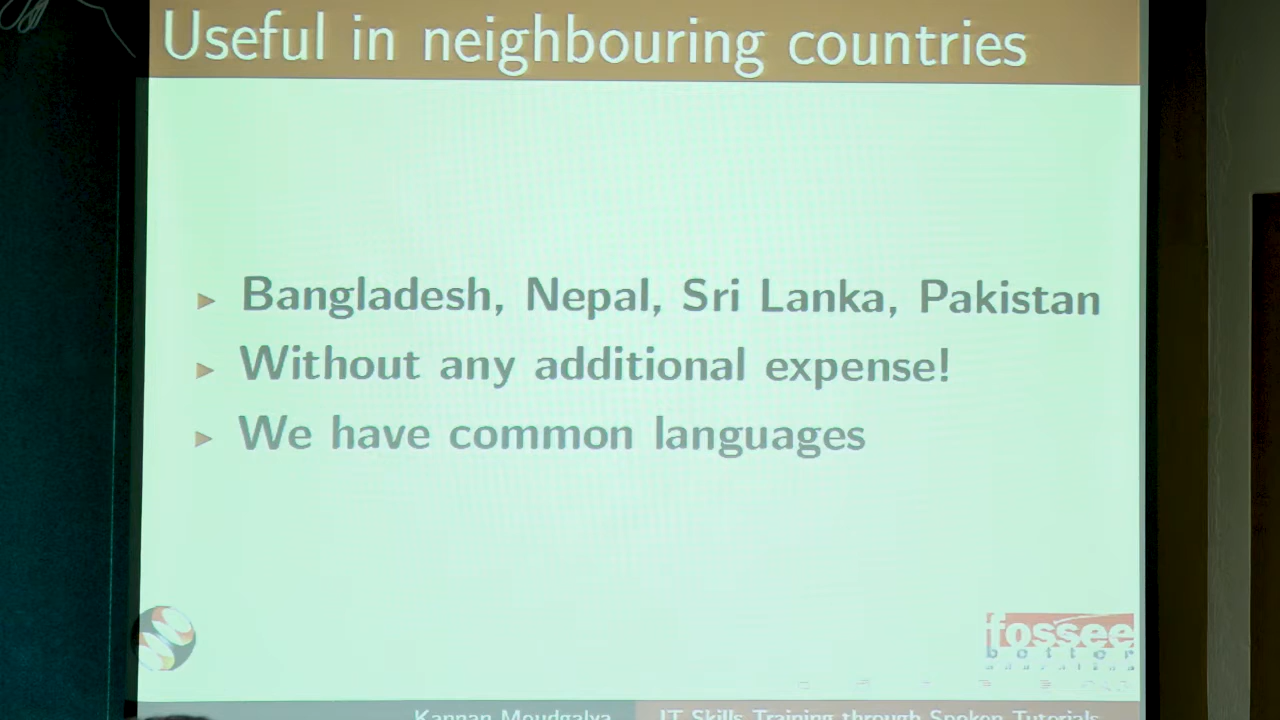 Useful in neighbouring countries
Bangladesh, Nepal, Sri Lanka, Pakistan
Without any additional expense!
We have common languages
fossee
better
Kannan Moudgalya
IT Skills Training through Spoken Tutorials